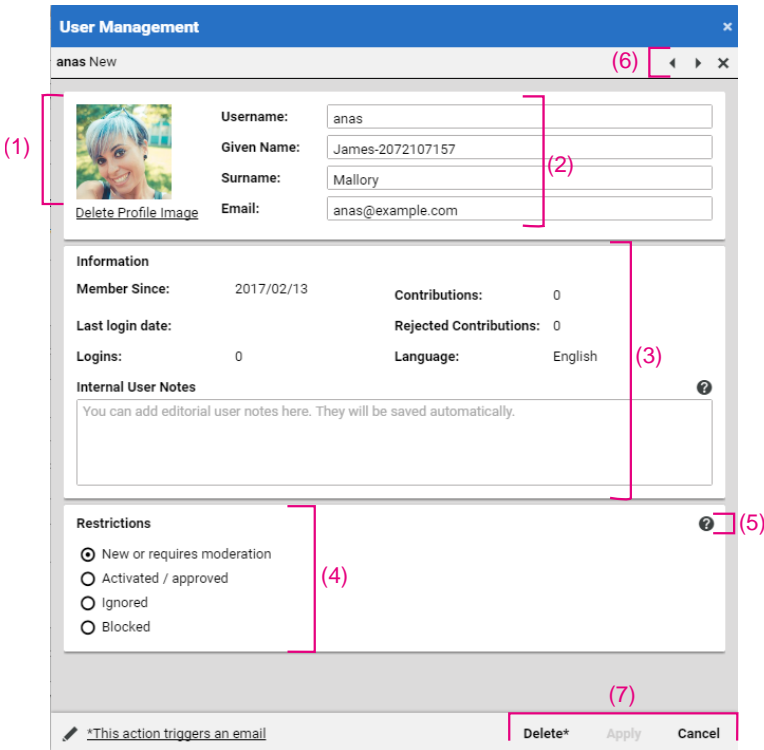 User Management ×
anas New (6)
(1)
Username: anas
Given Name: James-2072107157
Surname: Mallory
(2)
Email: anas@example.com
Delete Profile Image
Information
Member Since: 2017/02/13 Contributions: 0
Last login date: Rejected Contributions: 0
Logins: 0 Language: English
(3)
Internal User Notes ?
You can add editorial user notes here. They will be saved automatically.
Restrictions ? (5)
New or requires moderation
Activated / approved
(4)
Ignored
Blocked
(7)
*This action triggers an email Delete* Apply Cancel